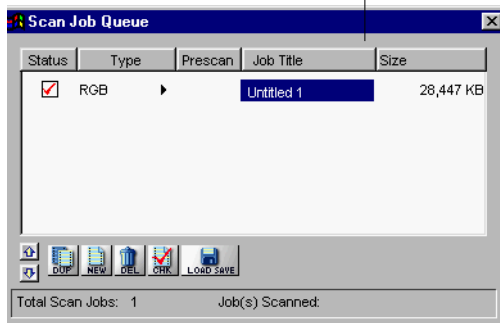 Scan Job Queue
Status Type Prescan Job Title Size
RGB Untitled 1 28,447 KB
DUP NEW DEL CHK LOAD SAVE
Total Scan Jobs: 1 Job(s) Scanned: